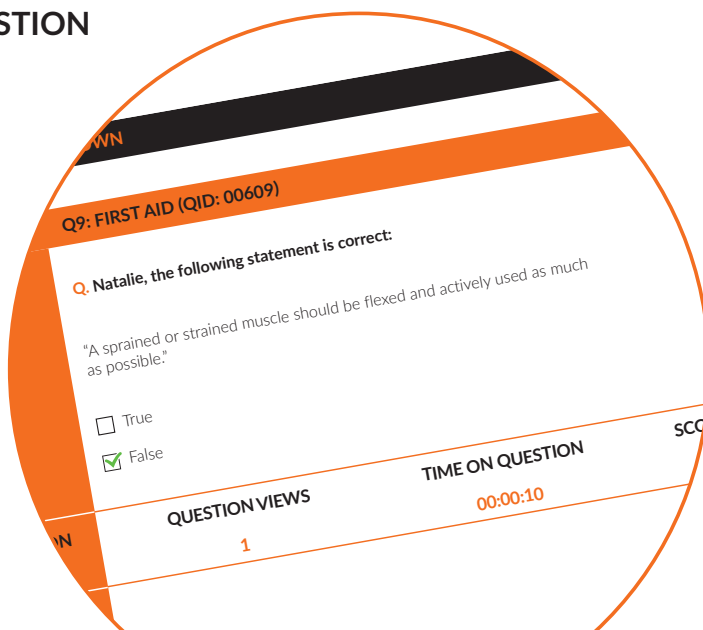 STION
WN
Q9: FIRST AID (QID: 00609)
Q. Natalie, the following statement is correct:
“A sprained or strained muscle should be flexed and actively used as much
as possible.”
True
False
QUESTION VIEWS
TIME ON QUESTION
SCO
N
1
00:00:10